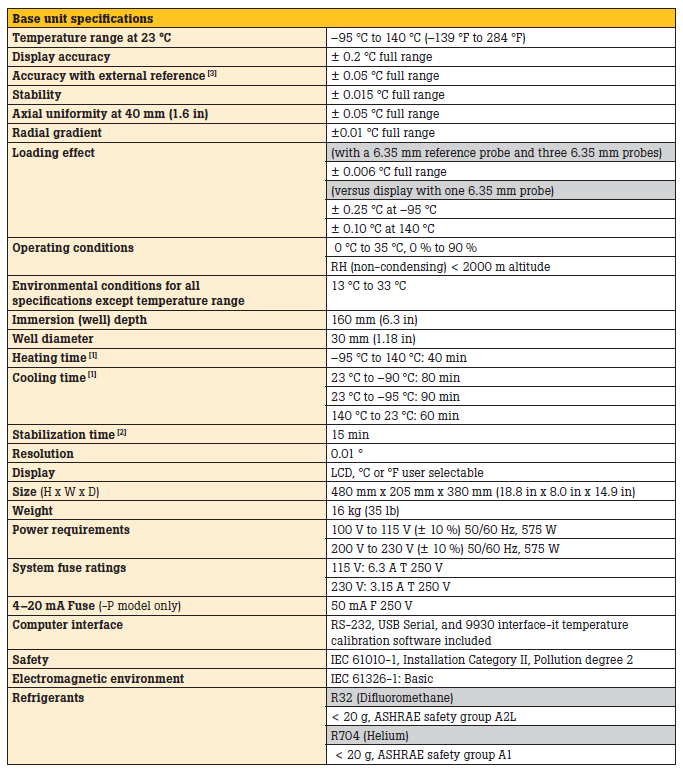 Base unit specifications
Temperature range at 23 °C
–95 °C to 140 °C (–139 °F to 284 °F)
Display accuracy
± 0.2 °C full range
Accuracy with external reference [3]
± 0.05 °C full range
Stability
± 0.015 °C full range
Axial uniformity at 40 mm (1.6 in)
± 0.05 °C full range
Radial gradient
±0.01 °C full range
Loading effect
(with a 6.35 mm reference probe and three 6.35 mm probes)
± 0.006 °C full range
(versus display with one 6.35 mm probe)
± 0.25 °C at –95 °C
± 0.10 °C at 140 °C
Operating conditions
0 °C to 35 °C, 0 % to 90 %
RH (non-condensing) < 2000 m altitude
Environmental conditions for all
specifications except temperature range
13 °C to 33 °C
Immersion (well) depth
160 mm (6.3 in)
Well diameter
30 mm (1.18 in)
Heating time [1]
–95 °C to 140 °C: 40 min
Cooling time [1]
23 °C to –90 °C: 80 min
23 °C to –95 °C: 90 min
140 °C to 23 °C: 60 min
Stabilization time [2]
15 min
Resolution
0.01 °
Display
LCD, °C or °F user selectable
Size (H x W x D)
480 mm x 205 mm x 380 mm (18.8 in x 8.0 in x 14.9 in)
Weight
16 kg (35 lb)
Power requirements
100 V to 115 V (± 10 %) 50/60 Hz, 575 W
200 V to 230 V (± 10 %) 50/60 Hz, 575 W
System fuse ratings
115 V: 6.3 A T 250 V
230 V: 3.15 A T 250 V
4–20 mA Fuse (-P model only)
50 mA F 250 V
Computer interface
RS-232, USB Serial, and 9930 interface-it temperature
calibration software included
Safety
IEC 61010-1, Installation Category II, Pollution degree 2
Electromagnetic environment
IEC 61326-1: Basic
Refrigerants
R32 (Difluoromethane)
< 20 g, ASHRAE safety group A2L
R704 (Helium)
< 20 g, ASHRAE safety group A1